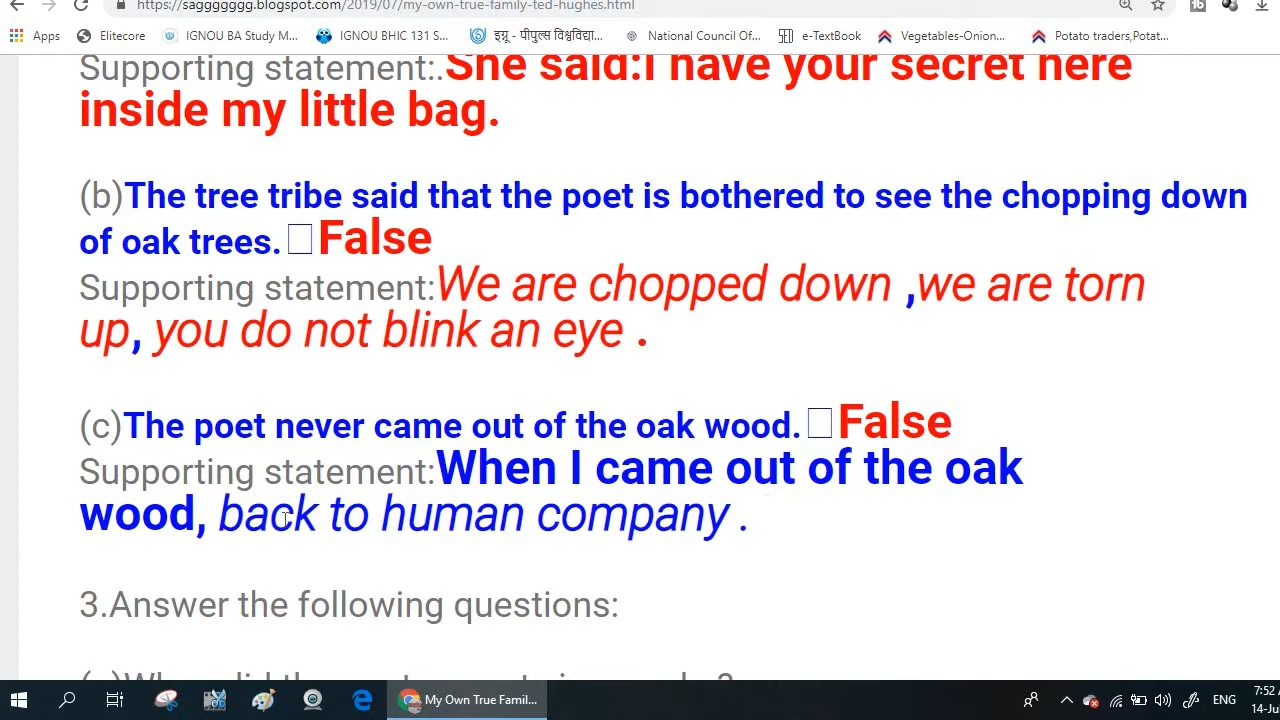 https://saggggggg.blogspot.com/2019/07/my-own-true-family-ted-hughes.html
Apps Elitecore IGNOU BA Study M... IGNOU BHIC 131 S... इग्नू - पीपुल्स विश्वविद्या... National Council Of... e-TextBook Vegetables-Onion... Potato traders,Potat...
Supporting statement:.She said:I have your secret here
inside my little bag.
(b)The tree tribe said that the poet is bothered to see the chopping down
of oak trees. False
Supporting statement:We are chopped down ,we are torn
up, you do not blink an eye .
(c)The poet never came out of the oak wood. False
Supporting statement:When I came out of the oak
wood, back to human company .
3.Answer the following questions:
My Own True Famil... ENG 7:52
14-Ju